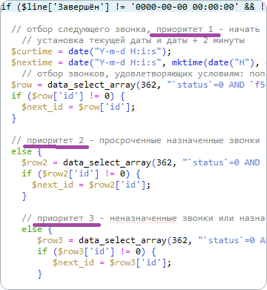 if ($line['Завершён'] != '0000-00-00 00:00:00' && !
// отбор следующего звонка, приоритет 1 - начать
// установка текущей даты и даты + 2 минуты
$curtime = date("Y-m-d H:i:s");
$nextime = date("Y-m-d H:i:s", mktime(date("H"),
// отбор звонков, удовлетворяющих условиям: поп
$row = data_select_array(362, "`status`=0 AND `f5
if ($row['id'] != 0) {
$next_id = $row['id'];
}
// приоритет 2 - просроченные назначенные звонки
else {
$row2 = data_select_array(362, "`status`=0 AND
if ($row2['id'] != 0) {
$next_id = $row2['id'];
}
// приоритет 3 - неназначенные звонки или назна
else {
$row3 = data_select_array(362, "`status`=0 A
if ($row3['id'] != 0) {
$next_id = $row3['id'];
}